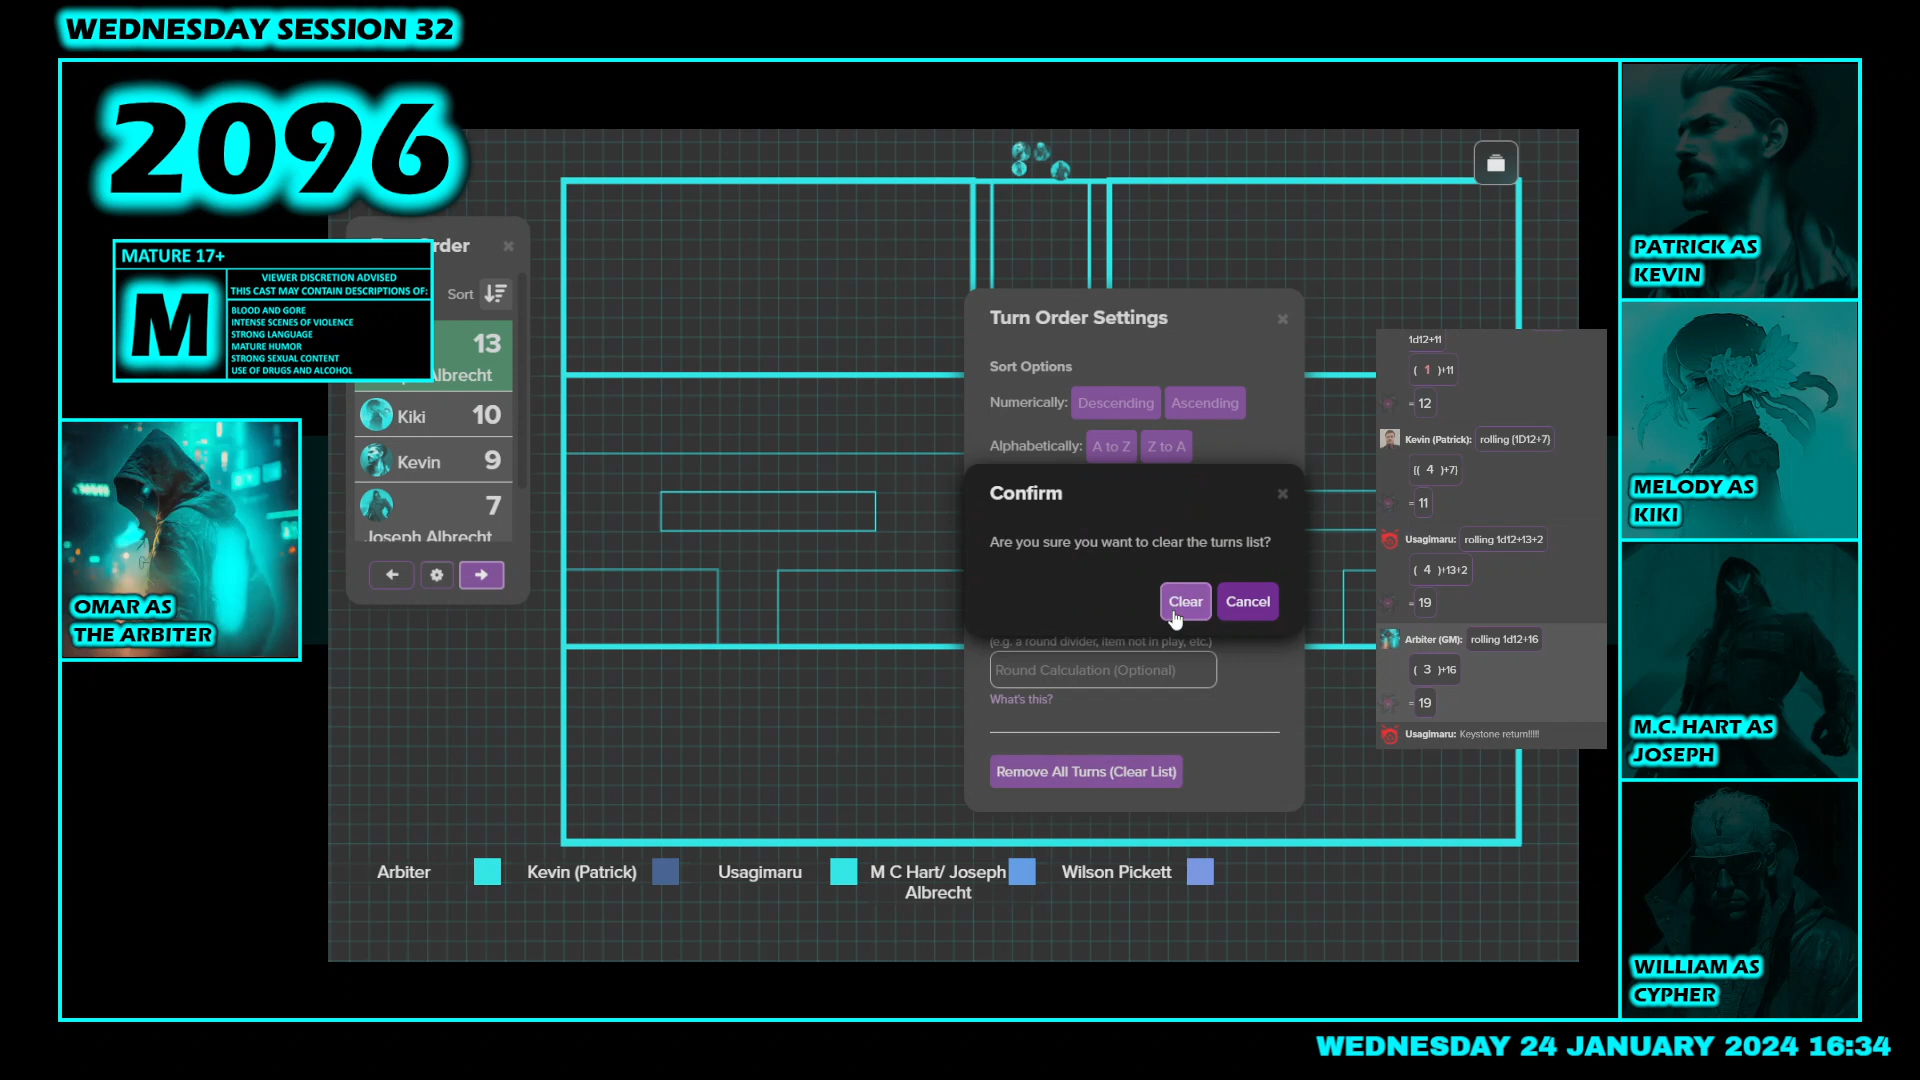 WEDNESDAY SESSION 32
2096
MATURE 17+
M
VIEWER DISCRETION ADVISED
THIS CAST MAY CONTAIN DESCRIPTIONS OF:
BLOOD AND GORE
INTENSE SCENES OF VIOLENCE
STRONG LANGUAGE
MATURE HUMOR
STRONG SEXUAL CONTENT
USE OF DRUGS AND ALCOHOL
OMAR AS
THE ARBITER
rder
Sort
13
lbrecht
Kiki 10
Kevin 9
7
Joseph Albrecht
Turn Order Settings
Sort Options
Numerically: Descending Ascending
Alphabetically: A to Z Z to A
Confirm
Are you sure you want to clear the turns list?
Clear Cancel
(e.g. a round divider, item not in play, etc.)
Round Calculation (Optional)
What's this?
Remove All Turns (Clear List)
1d12+11
( 1 )+11
= 12
Kevin (Patrick): rolling {1D12+7}
{( 4 )+7}
= 11
Usagimaru: rolling 1d12+13+2
( 4 )+13+2
= 19
Arbiter (GM): rolling 1d12+16
( 3 )+16
= 19
Usagimaru: Keystone return!!!!!
Arbiter
Kevin (Patrick)
Usagimaru
M C Hart/ Joseph
Albrecht
Wilson Pickett
PATRICK AS
KEVIN
MELODY AS
KIKI
M.C. HART AS
JOSEPH
WILLIAM AS
CYPHER
WEDNESDAY 24 JANUARY 2024 16:34